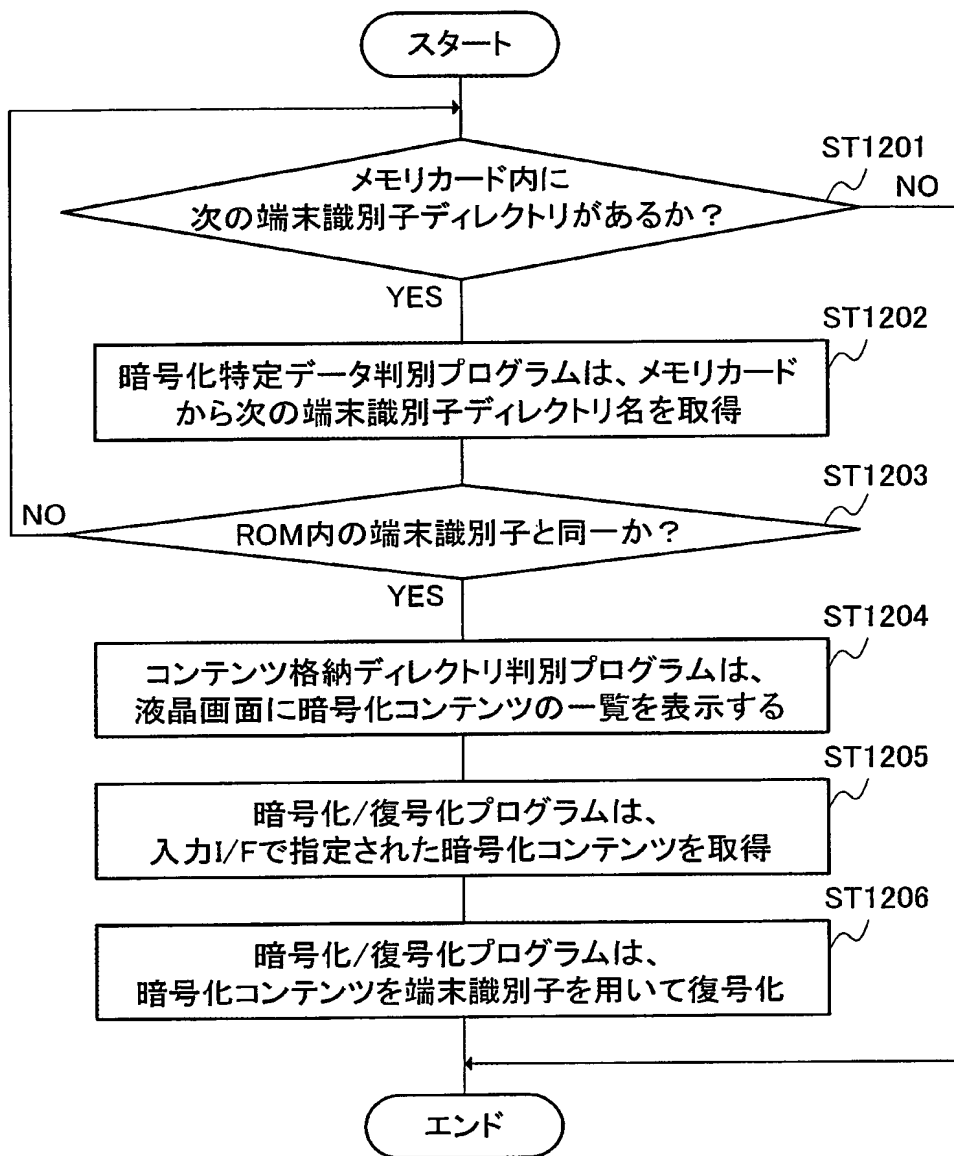 スタート
ST1201
メモリカード内に
次の端末識別子ディレクトリがあるか？
NO
YES
ST1202
暗号化特定データ判別プログラムは、メモリカード
から次の端末識別子ディレクトリ名を取得
ST1203
NO
ROM内の端末識別子と同一か？
YES
ST1204
コンテンツ格納ディレクトリ判別プログラムは、
液晶画面に暗号化コンテンツの一覧を表示する
ST1205
暗号化/復号化プログラムは、
入力I/Fで指定された暗号化コンテンツを取得
ST1206
暗号化/復号化プログラムは、
暗号化コンテンツを端末識別子を用いて復号化
エンド